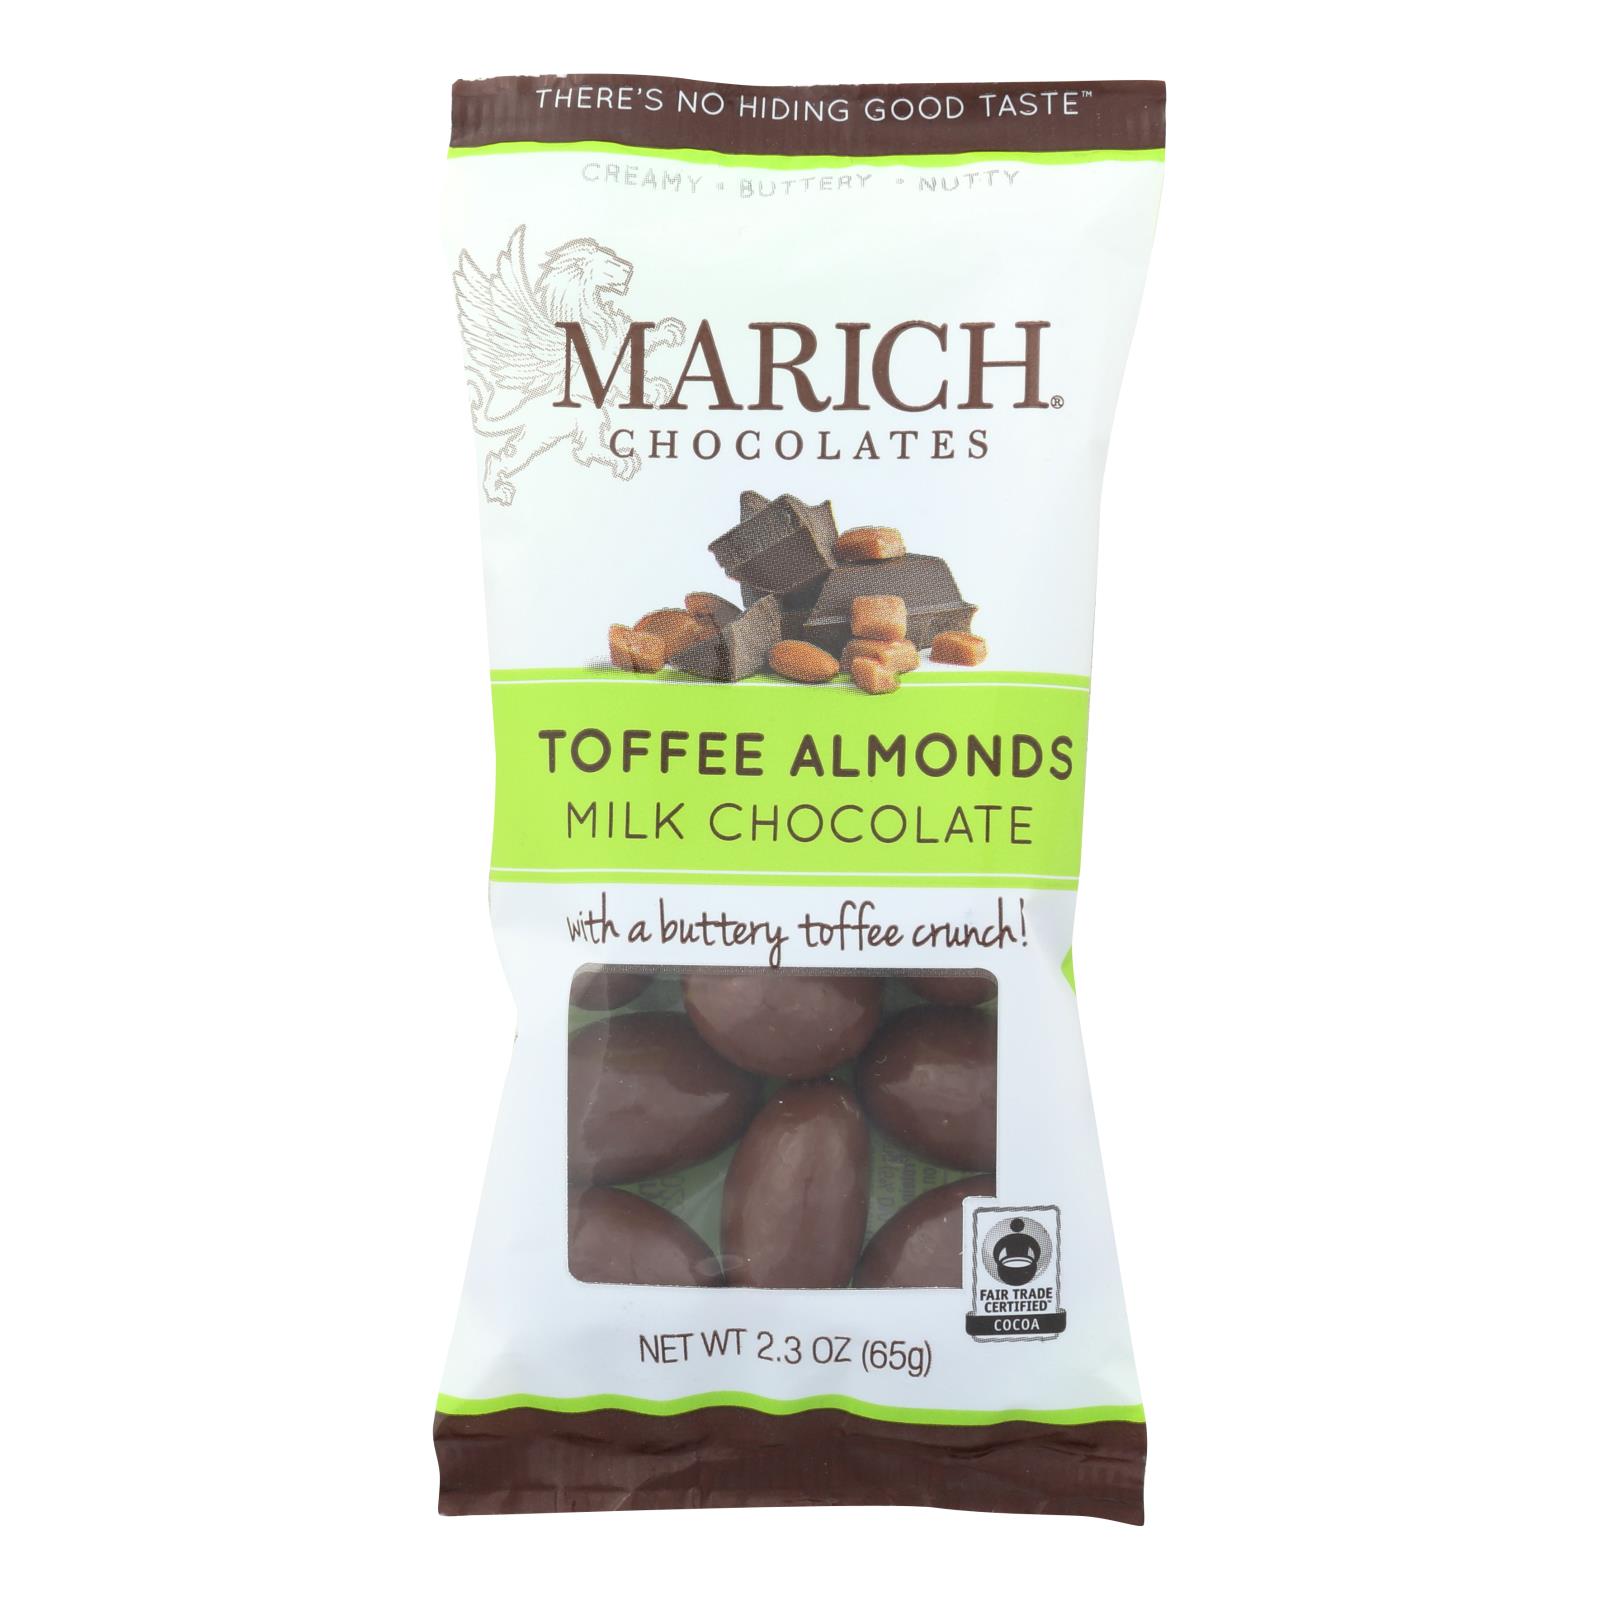 THERE'S NO HIDING GOOD TASTE™
CREAMY • BUTTERY • NUTTY
MARICH®
CHOCOLATES
TOFFEE ALMONDS
MILK CHOCOLATE
with a buttery toffee crunch!
FAIR TRADE
CERTIFIED™
COCOA
NET WT 2.3 OZ (65g)